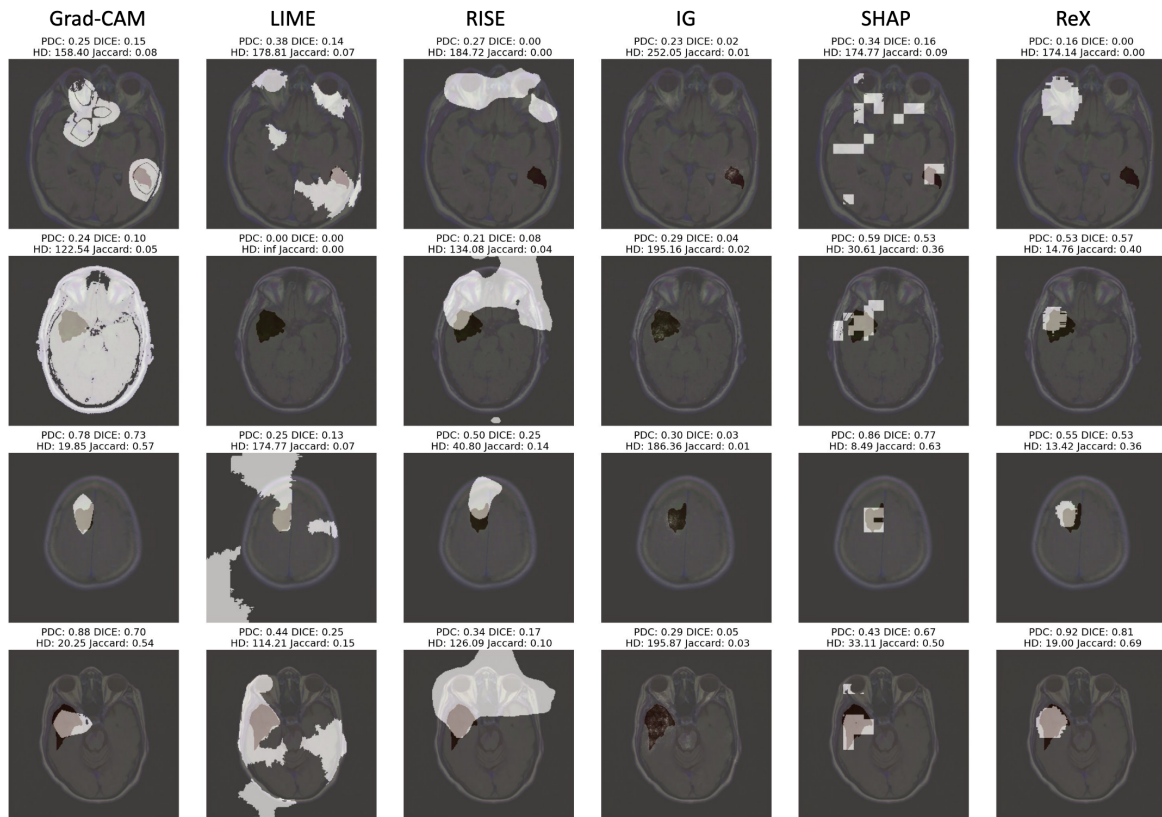 Grad-CAM LIME RISE IG SHAP ReX
PDC: 0.25 DICE: 0.15 PDC: 0.38 DICE: 0.14 PDC: 0.27 DICE: 0.00 PDC: 0.23 DICE: 0.02 PDC: 0.34 DICE: 0.16 PDC: 0.16 DICE: 0.00
HD: 158.40 Jaccard: 0.08 HD: 178.81 Jaccard: 0.07 HD: 184.72 Jaccard: 0.00 HD: 252.05 Jaccard: 0.01 HD: 174.77 Jaccard: 0.09 HD: 174.14 Jaccard: 0.00
PDC: 0.24 DICE: 0.10 PDC: 0.00 DICE: 0.00 PDC: 0.21 DICE: 0.08 PDC: 0.29 DICE: 0.04 PDC: 0.59 DICE: 0.53 PDC: 0.53 DICE: 0.57
HD: 122.54 Jaccard: 0.05 HD: inf Jaccard: 0.00 HD: 134.08 Jaccard: 0.04 HD: 195.16 Jaccard: 0.02 HD: 30.61 Jaccard: 0.36 HD: 14.76 Jaccard: 0.40
PDC: 0.78 DICE: 0.73 PDC: 0.25 DICE: 0.13 PDC: 0.50 DICE: 0.25 PDC: 0.30 DICE: 0.03 PDC: 0.86 DICE: 0.77 PDC: 0.55 DICE: 0.53
HD: 19.85 Jaccard: 0.57 HD: 174.77 Jaccard: 0.07 HD: 40.80 Jaccard: 0.14 HD: 186.36 Jaccard: 0.01 HD: 8.49 Jaccard: 0.63 HD: 13.42 Jaccard: 0.36
PDC: 0.88 DICE: 0.70 PDC: 0.44 DICE: 0.25 PDC: 0.34 DICE: 0.17 PDC: 0.29 DICE: 0.05 PDC: 0.43 DICE: 0.67 PDC: 0.92 DICE: 0.81
HD: 20.25 Jaccard: 0.54 HD: 114.21 Jaccard: 0.15 HD: 126.09 Jaccard: 0.10 HD: 195.87 Jaccard: 0.03 HD: 33.11 Jaccard: 0.50 HD: 19.00 Jaccard: 0.69